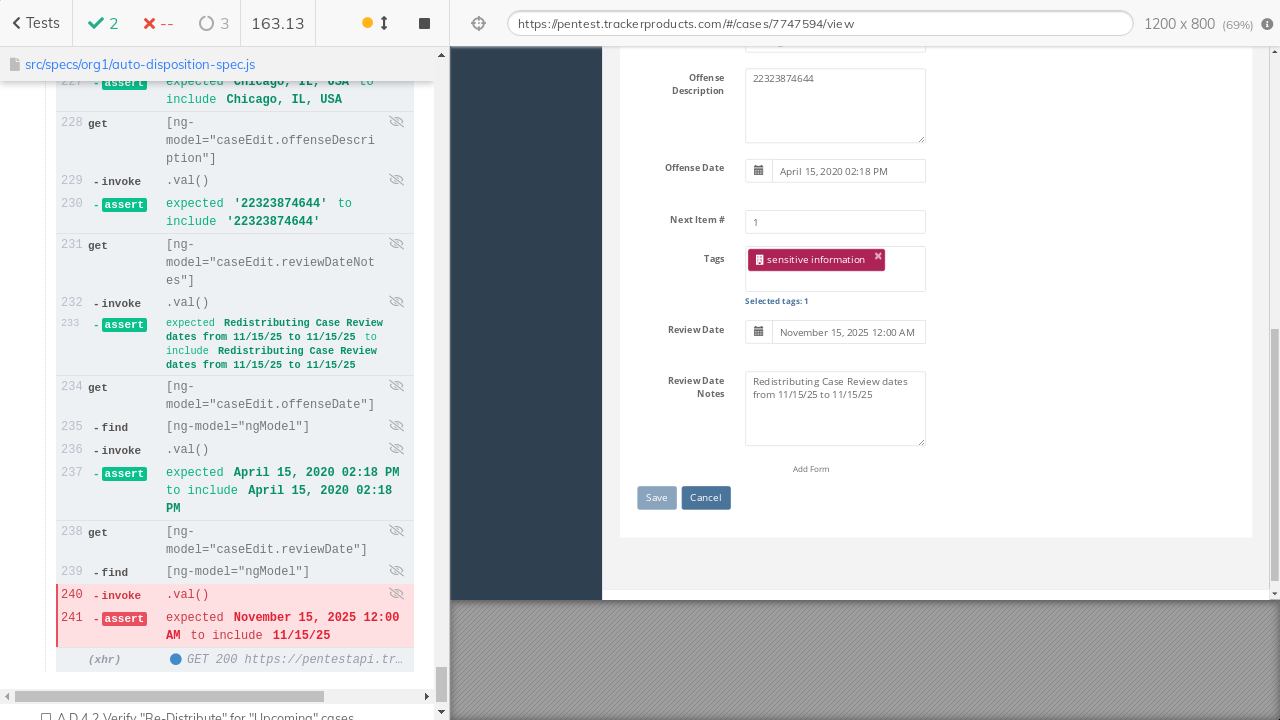 Tests
2
--
3
163.13
https://pentest.trackerproducts.com/#/cases/7747594/view
1200 x 800 (69%)
src/specs/org1/auto-disposition-spec.js
227 - assert expected Chicago, IL, USA to
include Chicago, IL, USA
228 get [ng-
model="caseEdit.offenseDescri
ption"]
229 - invoke .val()
230 - assert expected '22323874644' to
include '22323874644'
231 get [ng-
model="caseEdit.reviewDateNot
es"]
232 - invoke .val()
233 - assert expected Redistributing Case Review
dates from 11/15/25 to 11/15/25 to
include Redistributing Case Review
dates from 11/15/25 to 11/15/25
234 get [ng-
model="caseEdit.offenseDate"]
235 - find [ng-model="ngModel"]
236 - invoke .val()
237 - assert expected April 15, 2020 02:18 PM
to include April 15, 2020 02:18
PM
238 get [ng-
model="caseEdit.reviewDate"]
239 - find [ng-model="ngModel"]
240 - invoke .val()
241 - assert expected November 15, 2025 12:00
AM to include 11/15/25
(xhr) GET 200 https://pentestapi.tr…
A.D.4.2 Verify "Re-Distribute" for "Upcoming" cases
Offense
Description
22323874644
Offense Date
April 15, 2020 02:18 PM
Next Item #
1
Tags
sensitive information ×
Selected tags: 1
Review Date
November 15, 2025 12:00 AM
Review Date
Notes
Redistributing Case Review dates
from 11/15/25 to 11/15/25
Add Form
Save
Cancel